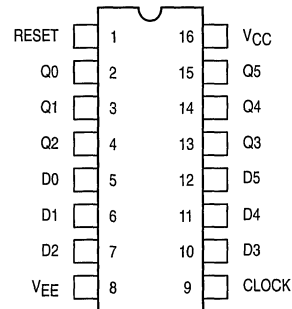 RESET 1 16 VCC
Q0 2 15 Q5
Q1 3 14 Q4
Q2 4 13 Q3
D0 5 12 D5
D1 6 11 D4
D2 7 10 D3
VEE 8 9 CLOCK